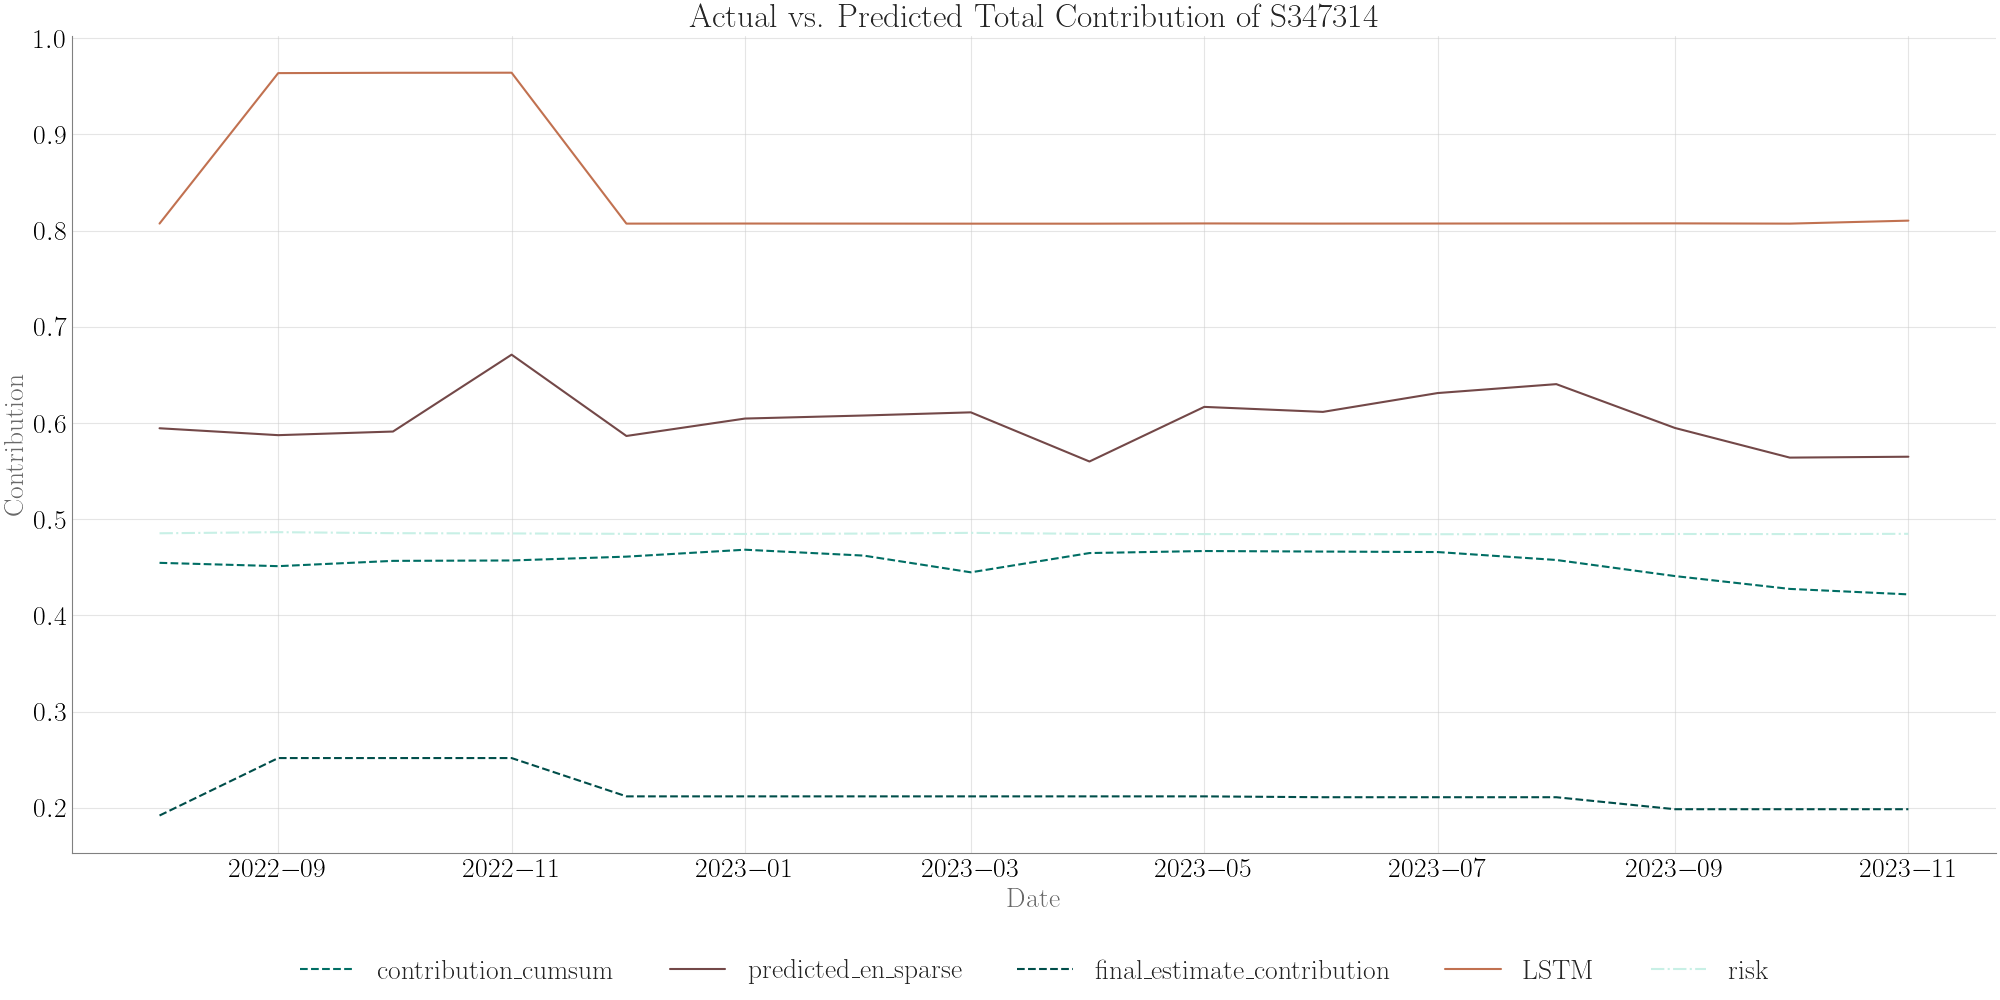 Actual vs. Predicted Total Contribution of S347314
1.0
0.9
0.8
0.7
0.6
0.5
0.4
0.3
0.2
Contribution
2022−09 2022−11 2023−01 2023−03 2023−05 2023−07 2023−09 2023−11
Date
contribution_cumsum predicted_en_sparse final_estimate_contribution LSTM risk